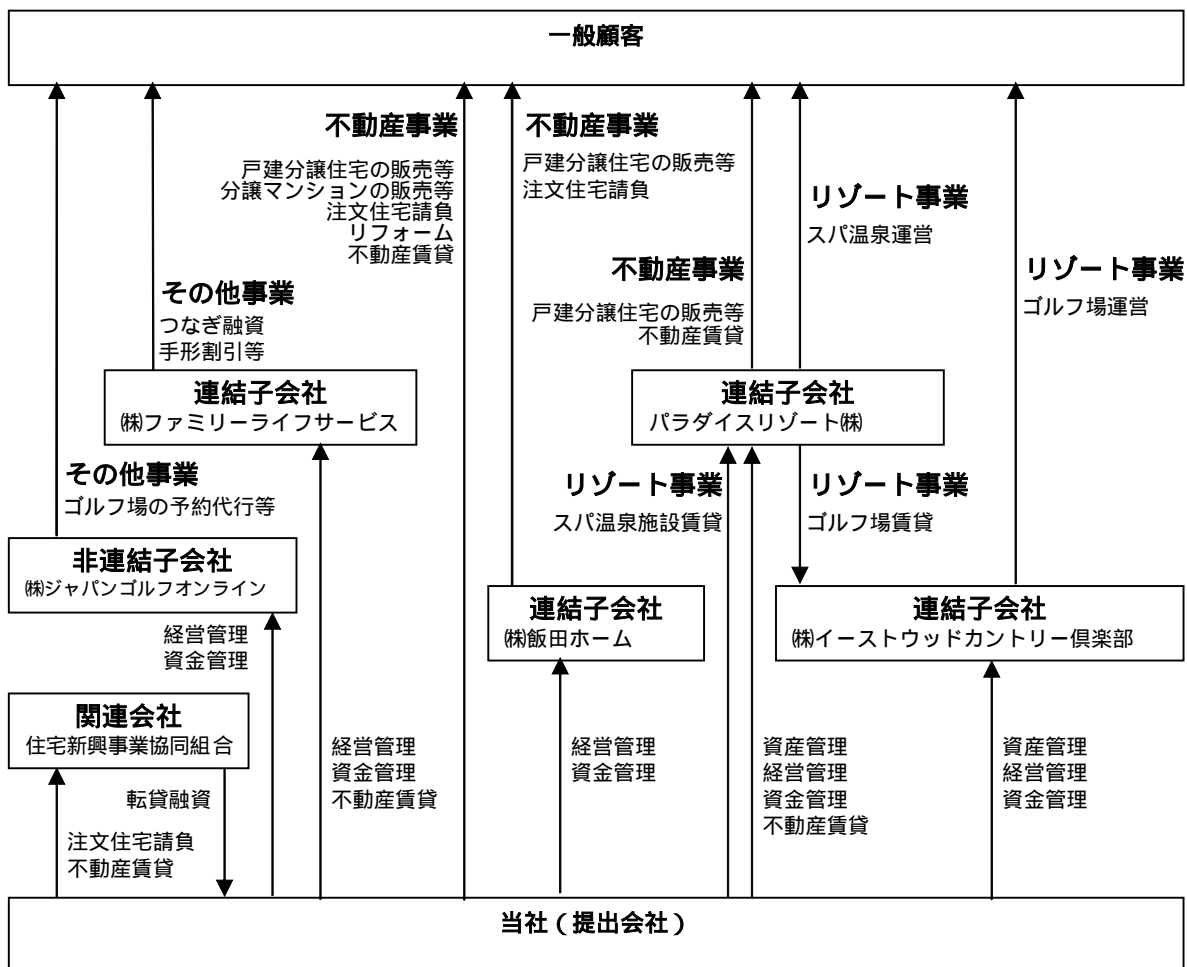 一般顧客
不動産事業
戸建分譲住宅の販売等
分譲マンションの販売等
注文住宅請負
リフォーム
不動産賃貸
不動産事業
戸建分譲住宅の販売等
注文住宅請負
リゾート事業
スパ温泉運営
不動産事業
戸建分譲住宅の販売等
不動産賃貸
リゾート事業
ゴルフ場運営
その他事業
つなぎ融資
手形割引等
連結子会社
㈱ファミリーライフサービス
連結子会社
パラダイスリゾート㈱
その他事業
ゴルフ場の予約代行等
リゾート事業
スパ温泉施設賃貸
リゾート事業
ゴルフ場賃貸
非連結子会社
㈱ジャパンゴルフオンライン
連結子会社
㈱飯田ホーム
連結子会社
㈱イーストウッドカントリー倶楽部
経営管理
資金管理
関連会社
住宅新興事業協同組合
転貸融資
注文住宅請負
不動産賃貸
経営管理
資金管理
不動産賃貸
経営管理
資金管理
資産管理
経営管理
資金管理
不動産賃貸
資産管理
経営管理
資金管理
当社（提出会社）